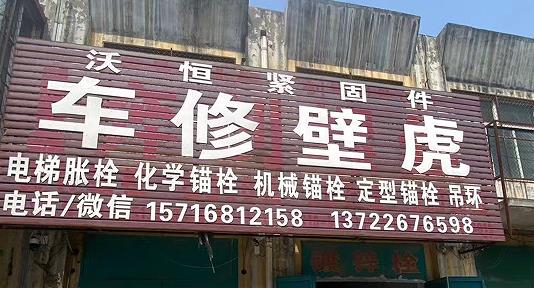 沃恒紧固件
车修壁虎
电梯胀栓 化学锚栓 机械锚栓 定型锚栓 吊环
电话/微信 15716812158 13722676598